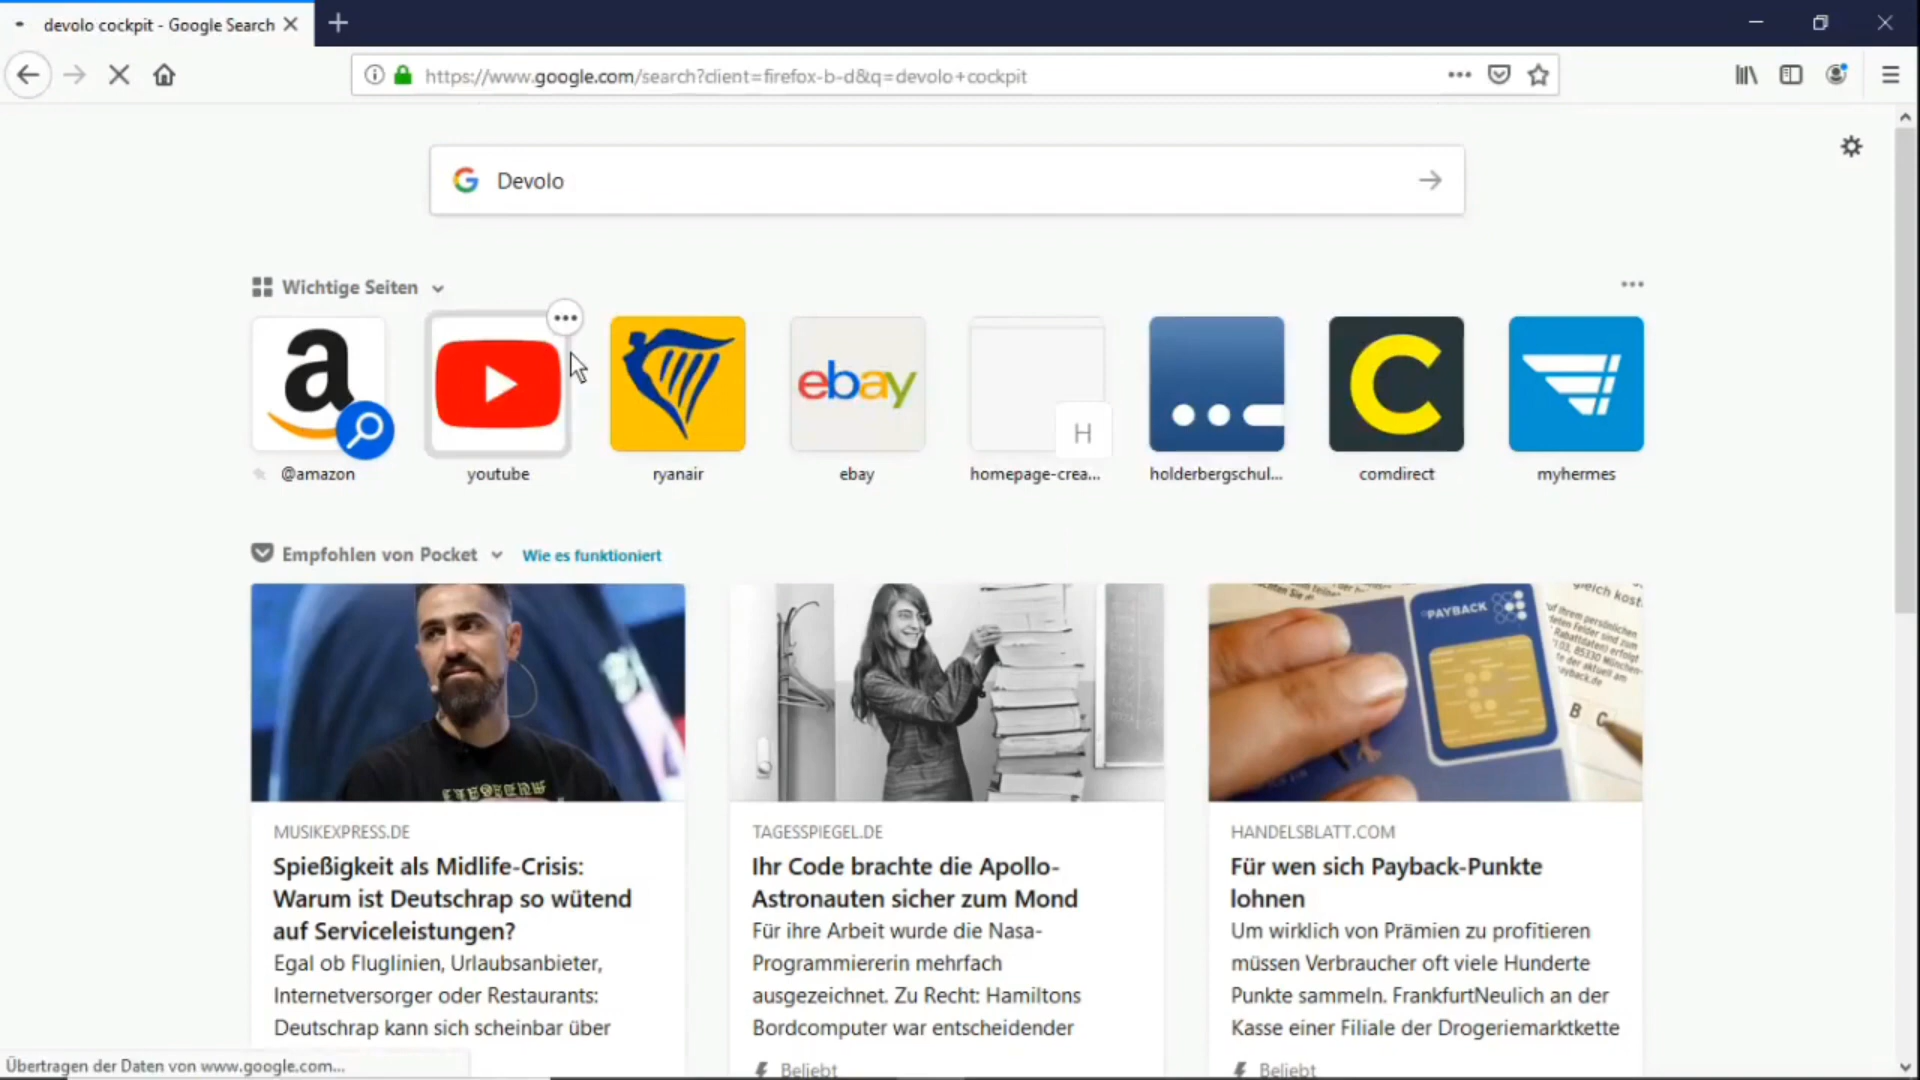 devolo cockpit - Google Search
https://www.google.com/search?client=firefox-b-d&q=devolo+cockpit
Devolo
Wichtige Seiten
a
ebay
H
C
@amazon
youtube
ryanair
ebay
homepage-crea...
holderbergschul...
comdirect
myhermes
Empfohlen von Pocket
Wie es funktioniert
PAYBACK
gleich kost
B C
MUSIKEXPRESS.DE
Spießigkeit als Midlife-Crisis:
Warum ist Deutschrap so wütend
auf Serviceleistungen?
Egal ob Fluglinien, Urlaubsanbieter,
Internetversorger oder Restaurants:
Deutschrap kann sich scheinbar über
TAGESSPIEGEL.DE
Ihr Code brachte die Apollo-
Astronauten sicher zum Mond
Für ihre Arbeit wurde die Nasa-
Programmiererin mehrfach
ausgezeichnet. Zu Recht: Hamiltons
Bordcomputer war entscheidender
Beliebt
HANDELSBLATT.COM
Für wen sich Payback-Punkte
lohnen
Um wirklich von Prämien zu profitieren
müssen Verbraucher oft viele Hunderte
Punkte sammeln. FrankfurtNeulich an der
Kasse einer Filiale der Drogeriemarktkette
Beliebt
Übertragen der Daten von www.google.com...